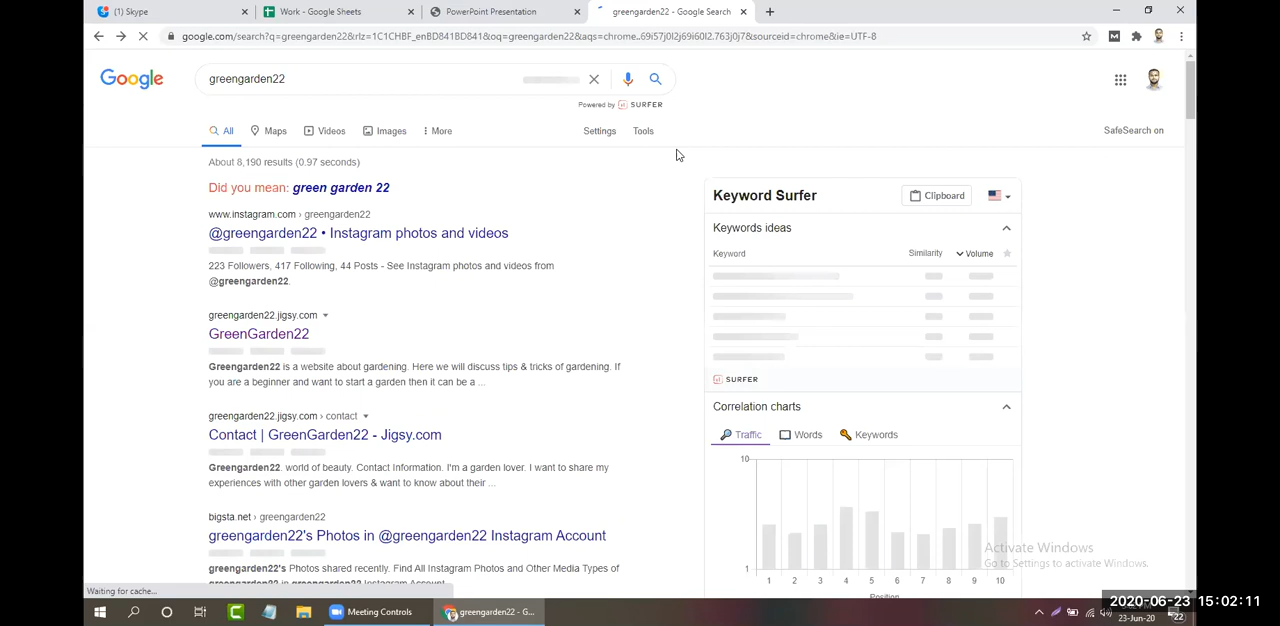 (1) Skype
Work - Google Sheets
PowerPoint Presentation
greengarden22 - Google Search
google.com/search?q=greengarden22&rlz=1C1CHBF_enBD841BD841&oq=greengarden22&aqs=chrome..69i57j0l2j69i60l2.763j0j7&sourceid=chrome&ie=UTF-8
Google
greengarden22
Powered by SURFER
All Maps Videos Images More Settings Tools
SafeSearch on
About 8,190 results (0.97 seconds)
Did you mean: green garden 22
www.instagram.com › greengarden22
@greengarden22 • Instagram photos and videos
223 Followers, 417 Following, 44 Posts - See Instagram photos and videos from
@greengarden22.
greengarden22.jigsy.com
GreenGarden22
Greengarden22 is a website about gardening. Here we will discuss tips & tricks of gardening. If
you are a beginner and want to start a garden then it can be a ...
greengarden22.jigsy.com › contact
Contact | GreenGarden22 - Jigsy.com
Greengarden22. world of beauty. Contact Information. I'm a garden lover. I want to share my
experiences with other garden lovers & want to know about their ...
bigsta.net › greengarden22
greengarden22's Photos in @greengarden22 Instagram Account
greengarden22's Photos shared recently. Find All Instagram Photos and Other Media Types of
greengarden22 in greengarden22 Instagram Account.
Keyword Surfer
Clipboard
Keywords ideas
Keyword Similarity Volume
SURFER
Correlation charts
Traffic Words Keywords
10
1
1 2 3 4 5 6 7 8 9 10
Position
Activate Windows
Go to Settings to activate Windows.
Waiting for cache...
Meeting Controls
greengarden22 - G...
2020-06-23 15:02:11
23-Jun-20
22